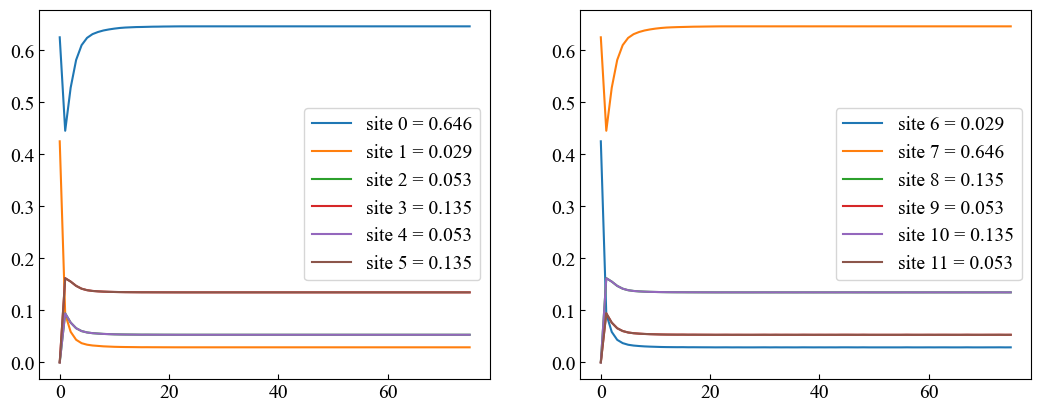 0.6
0.5
0.4
0.3
0.2
0.1
0.0
0 20 40 60
site 0 = 0.646
site 1 = 0.029
site 2 = 0.053
site 3 = 0.135
site 4 = 0.053
site 5 = 0.135
0.6
0.5
0.4
0.3
0.2
0.1
0.0
0 20 40 60
site 6 = 0.029
site 7 = 0.646
site 8 = 0.135
site 9 = 0.053
site 10 = 0.135
site 11 = 0.053